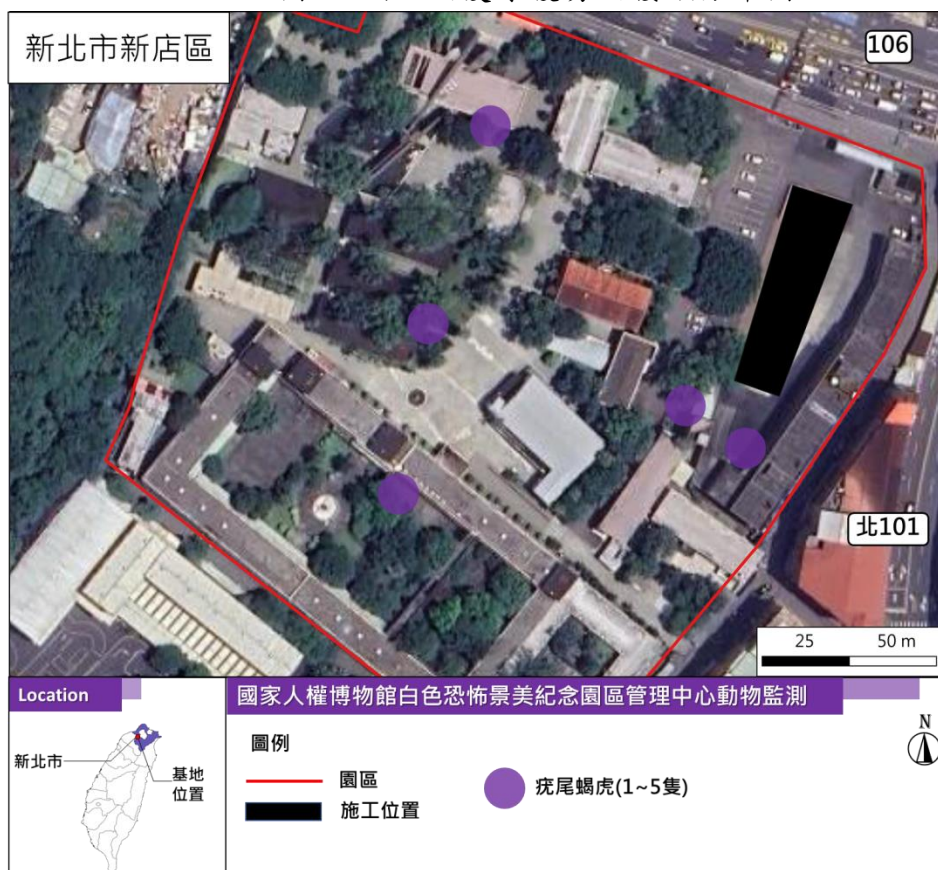 新北市新店區
106
北101
25 50 m
Location
新北市
基地
位置
國家人權博物館白色恐怖景美紀念園區管理中心動物監測
圖例
園區
施工位置
疣尾蝎虎(1~5隻)
N